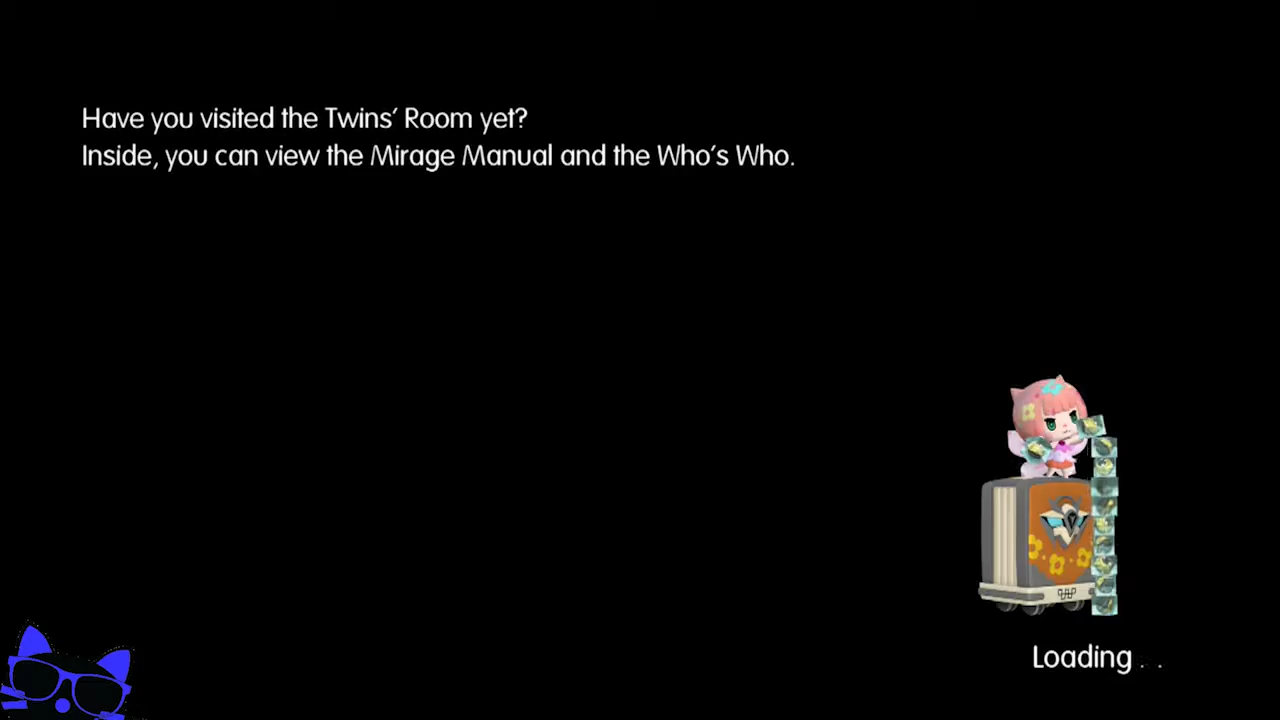 Have you visited the Twins' Room yet?
Inside, you can view the Mirage Manual and the Who's Who.
Loading . .